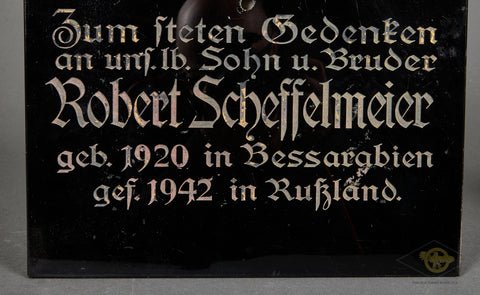 Zum steten Gedenken
an uns. lb. Sohn u. Bruder
Robert Scheffelmeier
geb. 1920 in Bessarabien
gef. 1942 in Rußland.